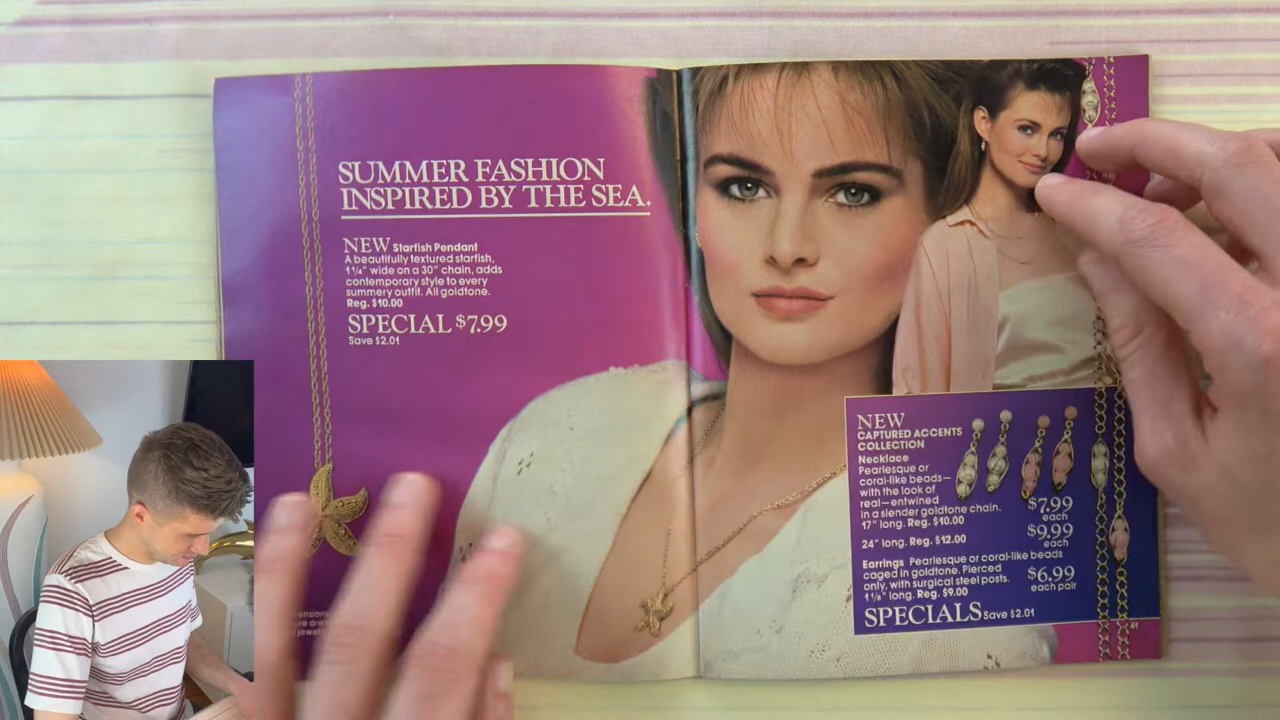 SUMMER FASHION
INSPIRED BY THE SEA.
NEW Starfish Pendant
A beautifully textured starfish,
1¼" wide on a 30" chain, adds
contemporary style to every
summery outfit. All goldtone.
Reg. $10.00
SPECIAL $7.99
Save $2.01
NEW
CAPTURED ACCENTS
COLLECTION
Necklace
Pearlesque or
coral-like beads—
with the look of
real—entwined
in a slender goldtone chain.
17" long. Reg. $10.00
$7.99
each
24" long. Reg. $12.00
$9.99
each
Earrings Pearlesque or coral-like beads
caged in goldtone. Pierced
only, with surgical steel posts.
1⅛" long. Reg. $9.00
$6.99
each pair
SPECIALS Save $2.01
41